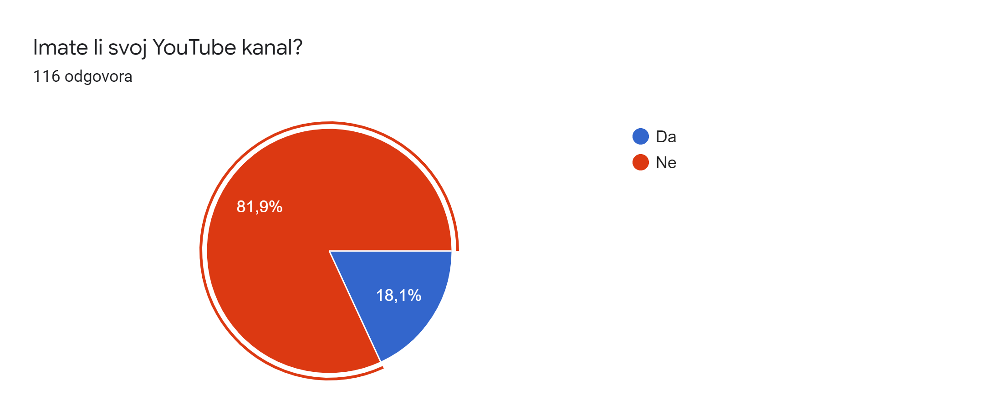 Imate li svoj YouTube kanal?
116 odgovora
Da
Ne
81,9%
18,1%